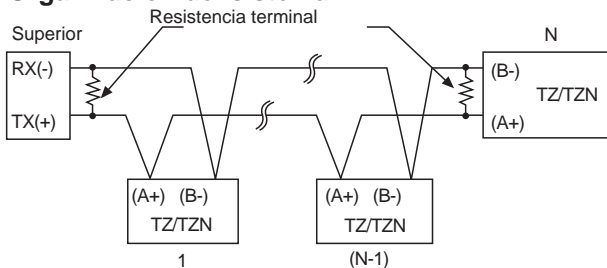 Resistencia terminal
Superior
N
RX(-)
TX(+)
(B-)
TZ/TZN
(A+)
(A+) (B-)
TZ/TZN
1
(A+) (B-)
TZ/TZN
(N-1)